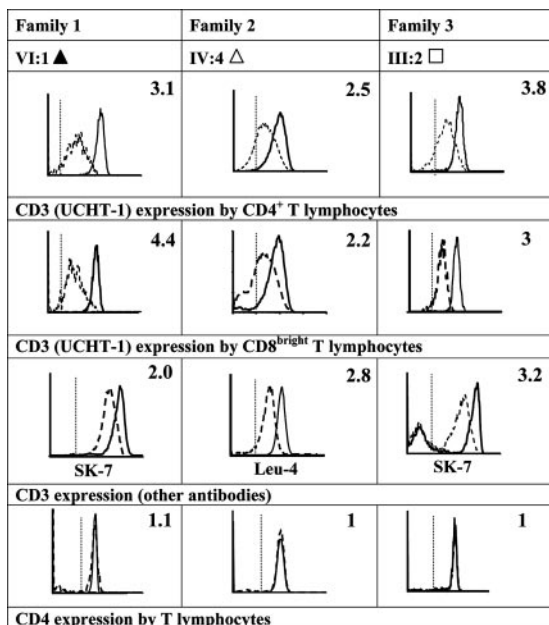 Family 1 Family 2 Family 3
VI:1 ▲ IV:4 △ III:2 □
3.1 2.5 3.8
CD3 (UCHT-1) expression by CD4⁺ T lymphocytes
4.4 2.2 3
CD3 (UCHT-1) expression by CD8ᵇʳⁱᵍʰᵗ T lymphocytes
2.0 2.8 3.2
SK-7 Leu-4 SK-7
CD3 expression (other antibodies)
1.1 1 1
CD4 expression by T lymphocytes